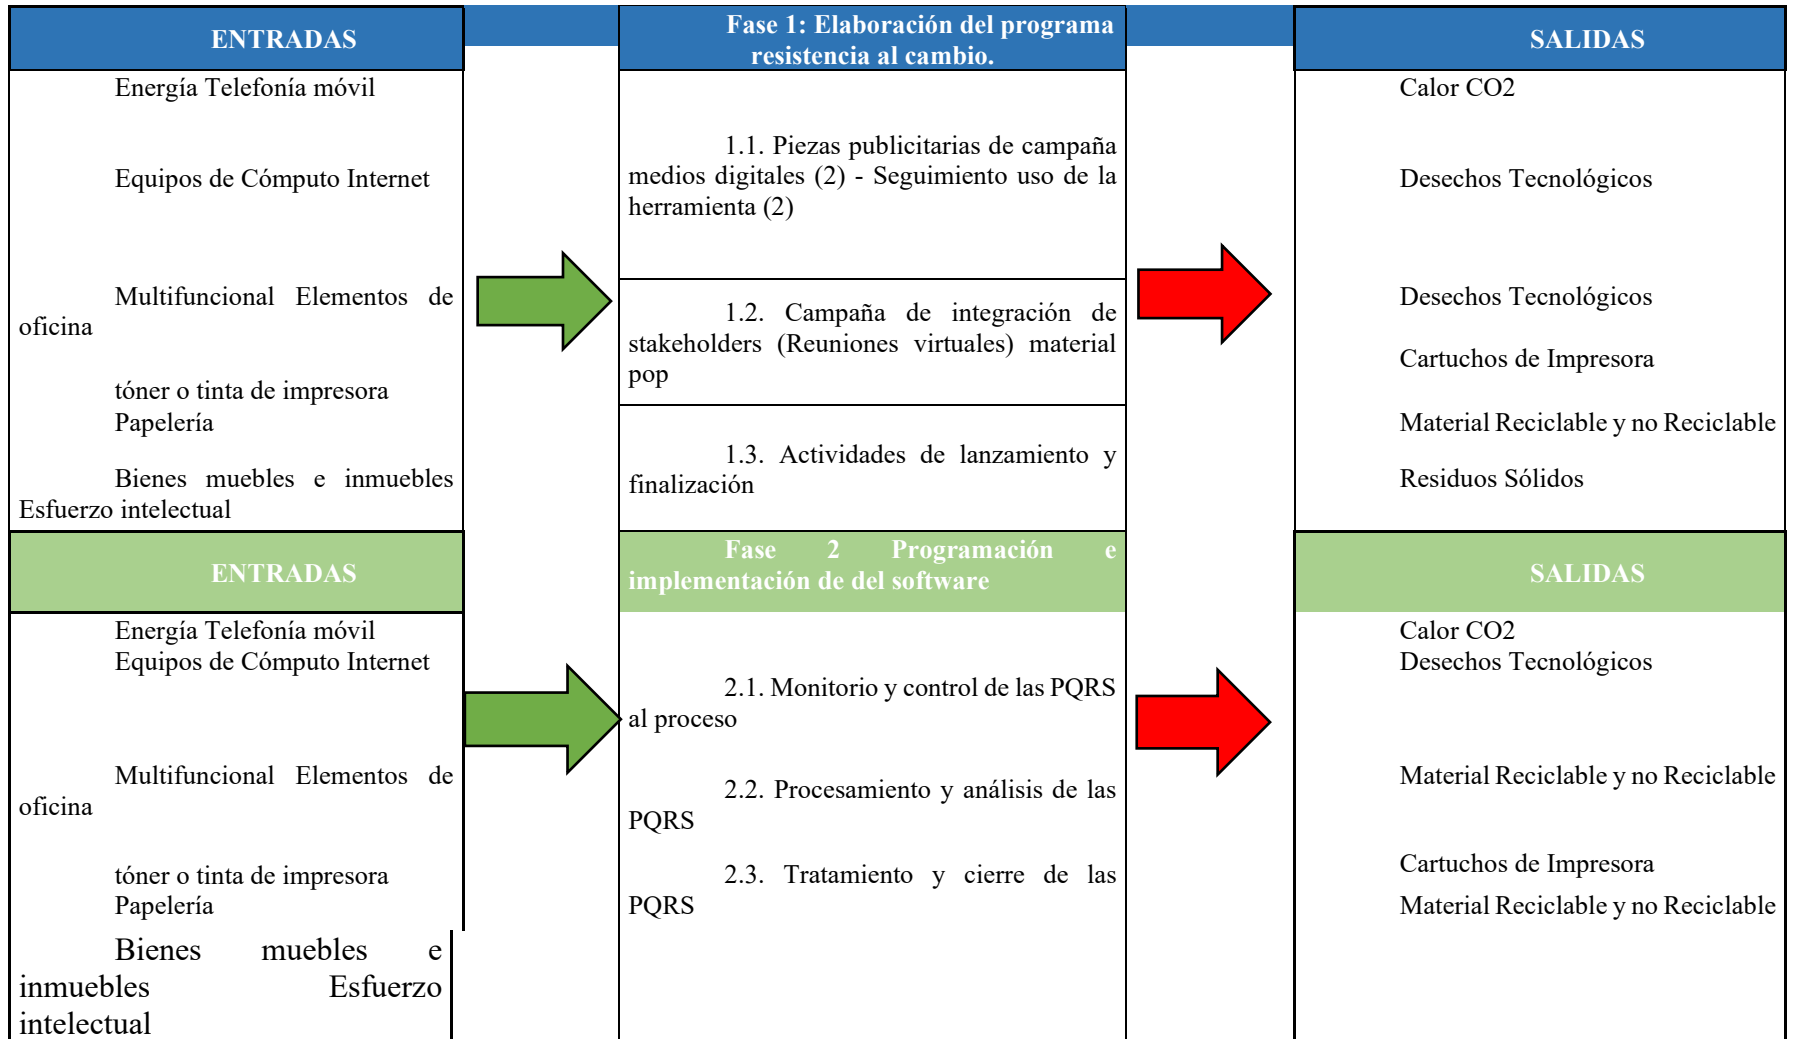 ENTRADAS
Fase 1: Elaboración del programa
resistencia al cambio.
SALIDAS
Energía Telefonía móvil
Equipos de Cómputo Internet
Multifuncional Elementos de
oficina
tóner o tinta de impresora
Papelería
Bienes muebles e inmuebles
Esfuerzo intelectual
1.1. Piezas publicitarias de campaña
medios digitales (2) - Seguimiento uso de la
herramienta (2)
1.2. Campaña de integración de
stakeholders (Reuniones virtuales) material
pop
1.3. Actividades de lanzamiento y
finalización
Calor CO2
Desechos Tecnológicos
Desechos Tecnológicos
Cartuchos de Impresora
Material Reciclable y no Reciclable
Residuos Sólidos
ENTRADAS
Fase 2 Programación e
implementación de del software
SALIDAS
Energía Telefonía móvil
Equipos de Cómputo Internet
Multifuncional Elementos de
oficina
tóner o tinta de impresora
Papelería
Bienes muebles e
inmuebles Esfuerzo
intelectual
2.1. Monitorio y control de las PQRS
al proceso
2.2. Procesamiento y análisis de las
PQRS
2.3. Tratamiento y cierre de las
PQRS
Calor CO2
Desechos Tecnológicos
Material Reciclable y no Reciclable
Cartuchos de Impresora
Material Reciclable y no Reciclable